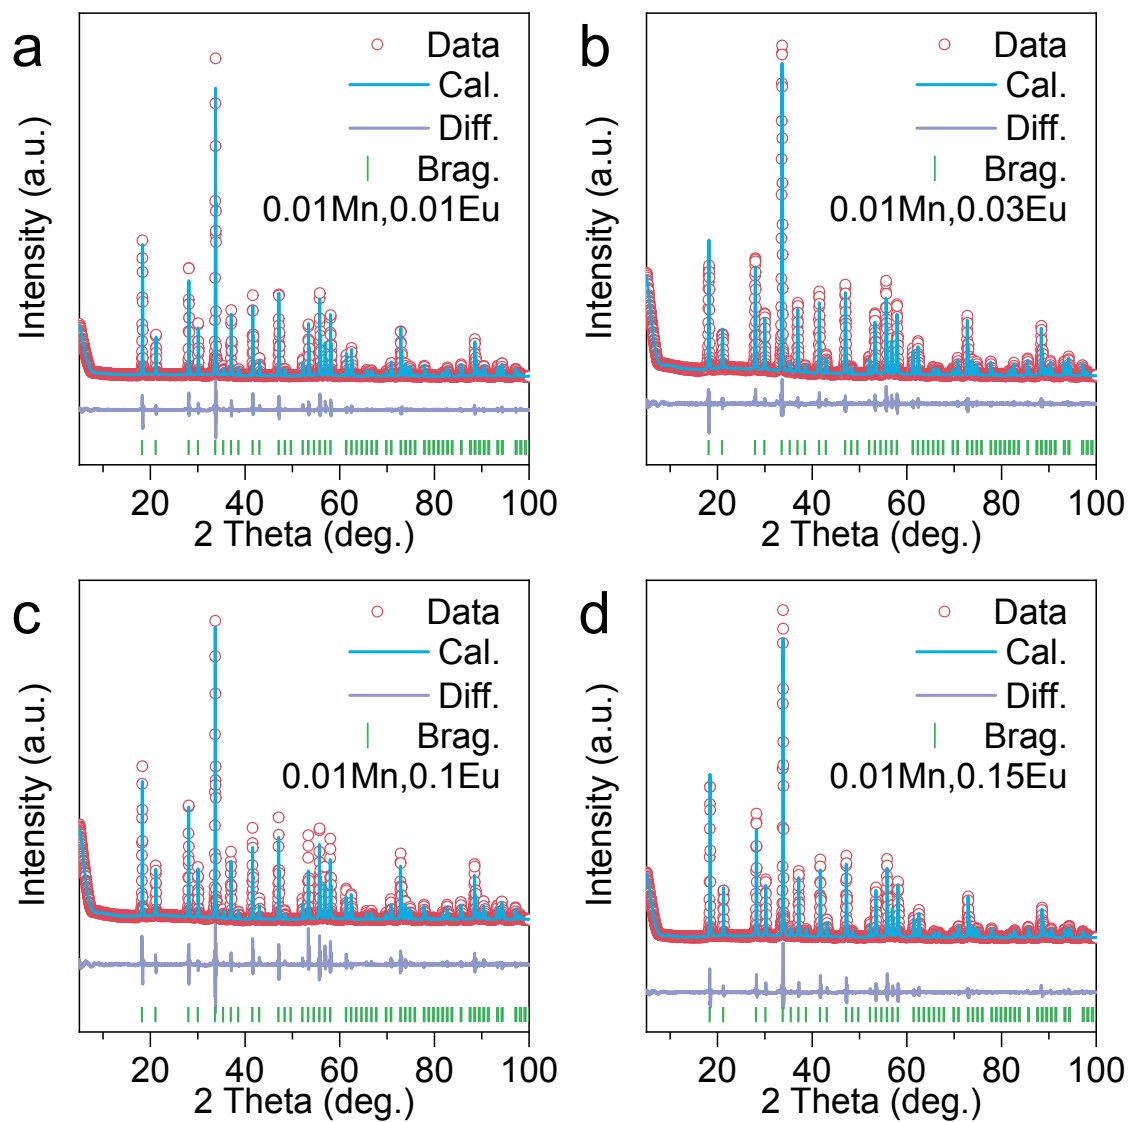 a
Data
Cal.
Diff.
Brag.
0.01Mn,0.01Eu
Intensity (a.u.)
20 40 60 80 100
2 Theta (deg.)
b
Data
Cal.
Diff.
Brag.
0.01Mn,0.03Eu
Intensity (a.u.)
20 40 60 80 100
2 Theta (deg.)
c
Data
Cal.
Diff.
Brag.
0.01Mn,0.1Eu
Intensity (a.u.)
20 40 60 80 100
2 Theta (deg.)
d
Data
Cal.
Diff.
Brag.
0.01Mn,0.15Eu
Intensity (a.u.)
20 40 60 80 100
2 Theta (deg.)